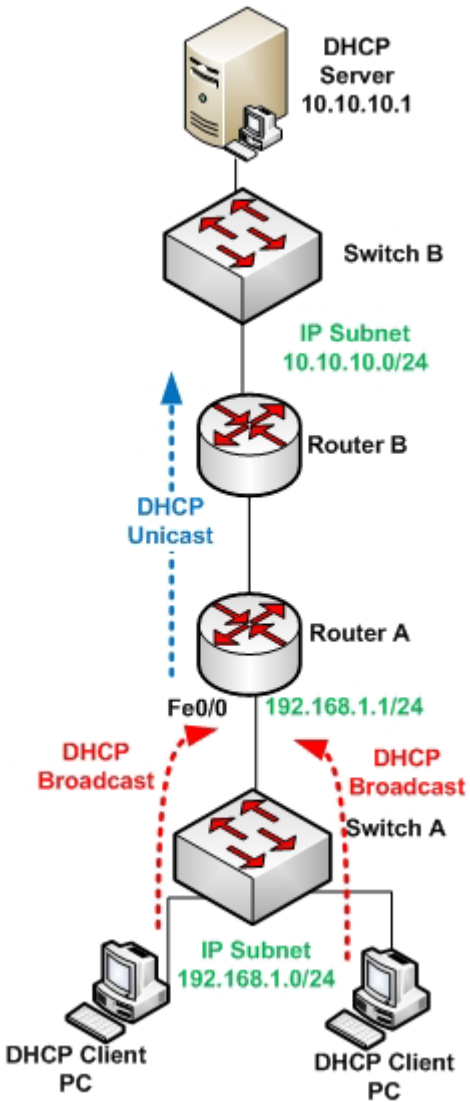 DHCP
Server
10.10.10.1
Switch B
IP Subnet
10.10.10.0/24
Router B
DHCP
Unicast
Router A
Fe0/0
192.168.1.1/24
DHCP
Broadcast
DHCP
Broadcast
Switch A
IP Subnet
192.168.1.0/24
DHCP Client
PC
DHCP Client
PC